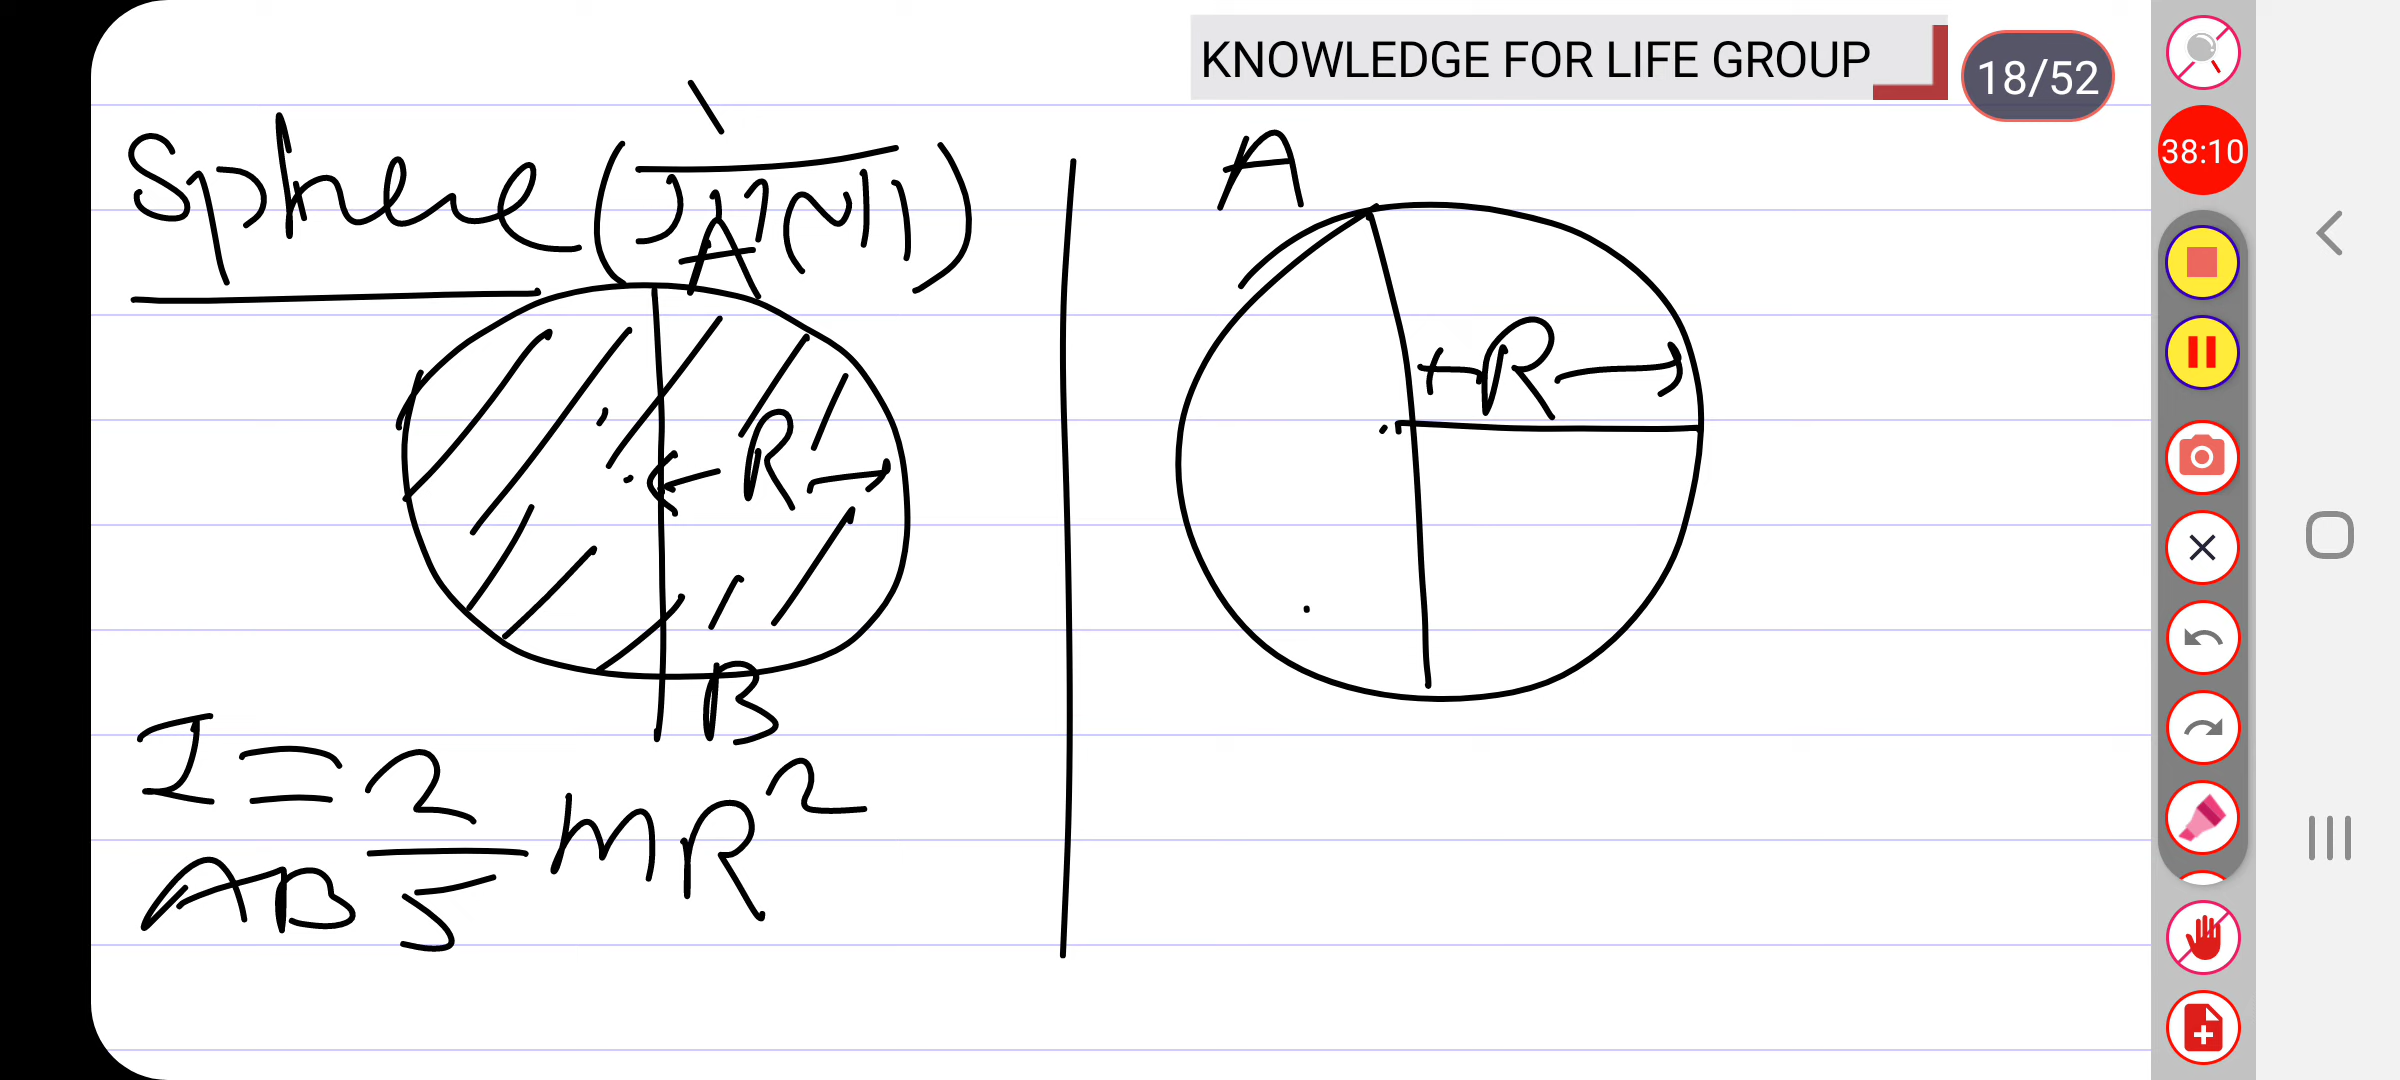 KNOWLEDGE FOR LIFE GROUP
18/52
38:10
Sphere
A
R
B
I = 2
AB 5 MR²
A
R